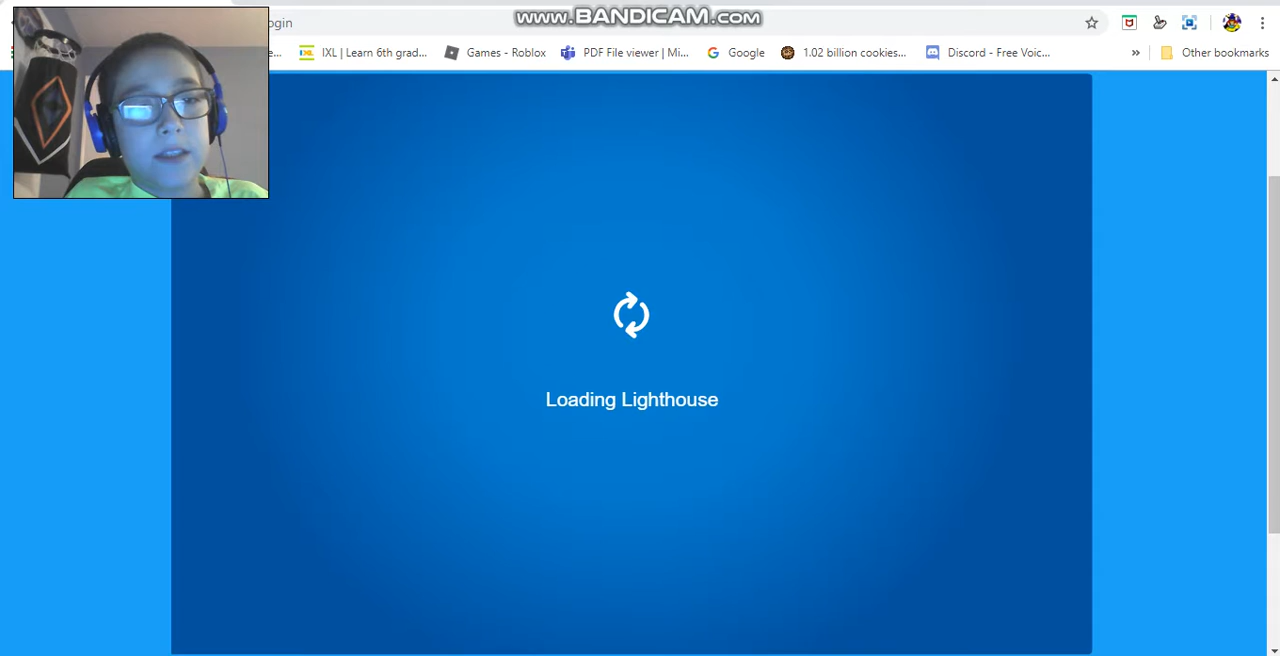 www.BANDICAM.com
ogin
e...
IXL | Learn 6th grad...
Games - Roblox
PDF File viewer | Mi...
Google
1.02 billion cookies...
Discord - Free Voic...
»
Other bookmarks
Loading Lighthouse